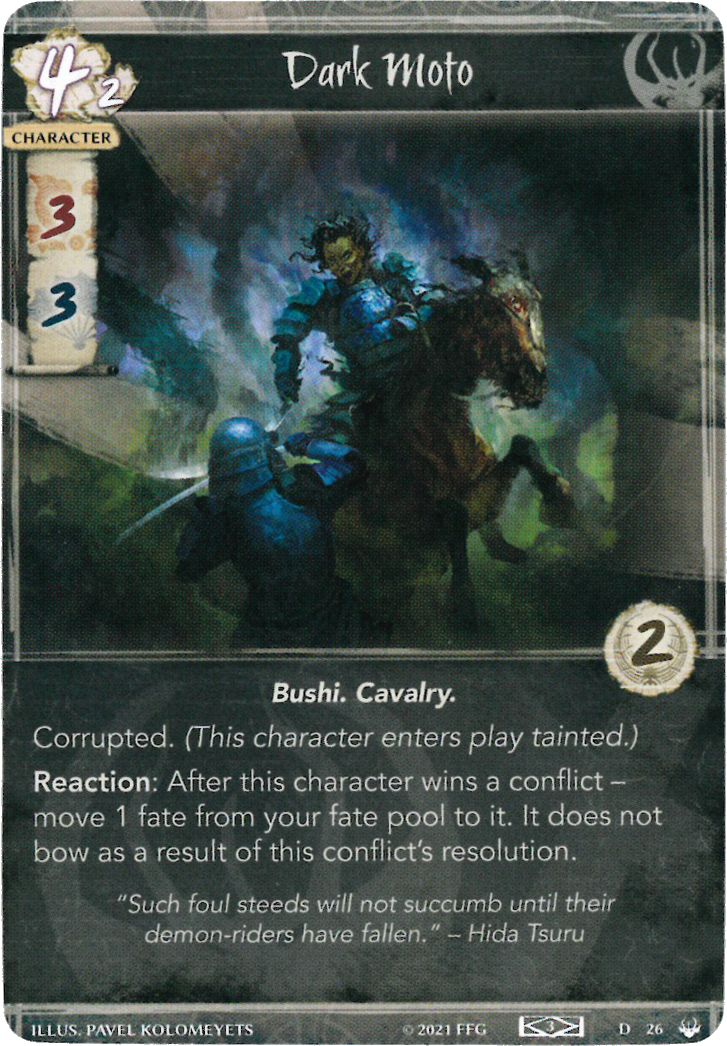 Dark Moto
4
2
CHARACTER
3
3
2
Bushi. Cavalry.
Corrupted. (This character enters play tainted.)
Reaction: After this character wins a conflict –
move 1 fate from your fate pool to it. It does not
bow as a result of this conflict's resolution.
"Such foul steeds will not succumb until their
demon-riders have fallen." – Hida Tsuru
ILLUS. PAVEL KOLOMEYETS © 2021 FFG 3 D 26